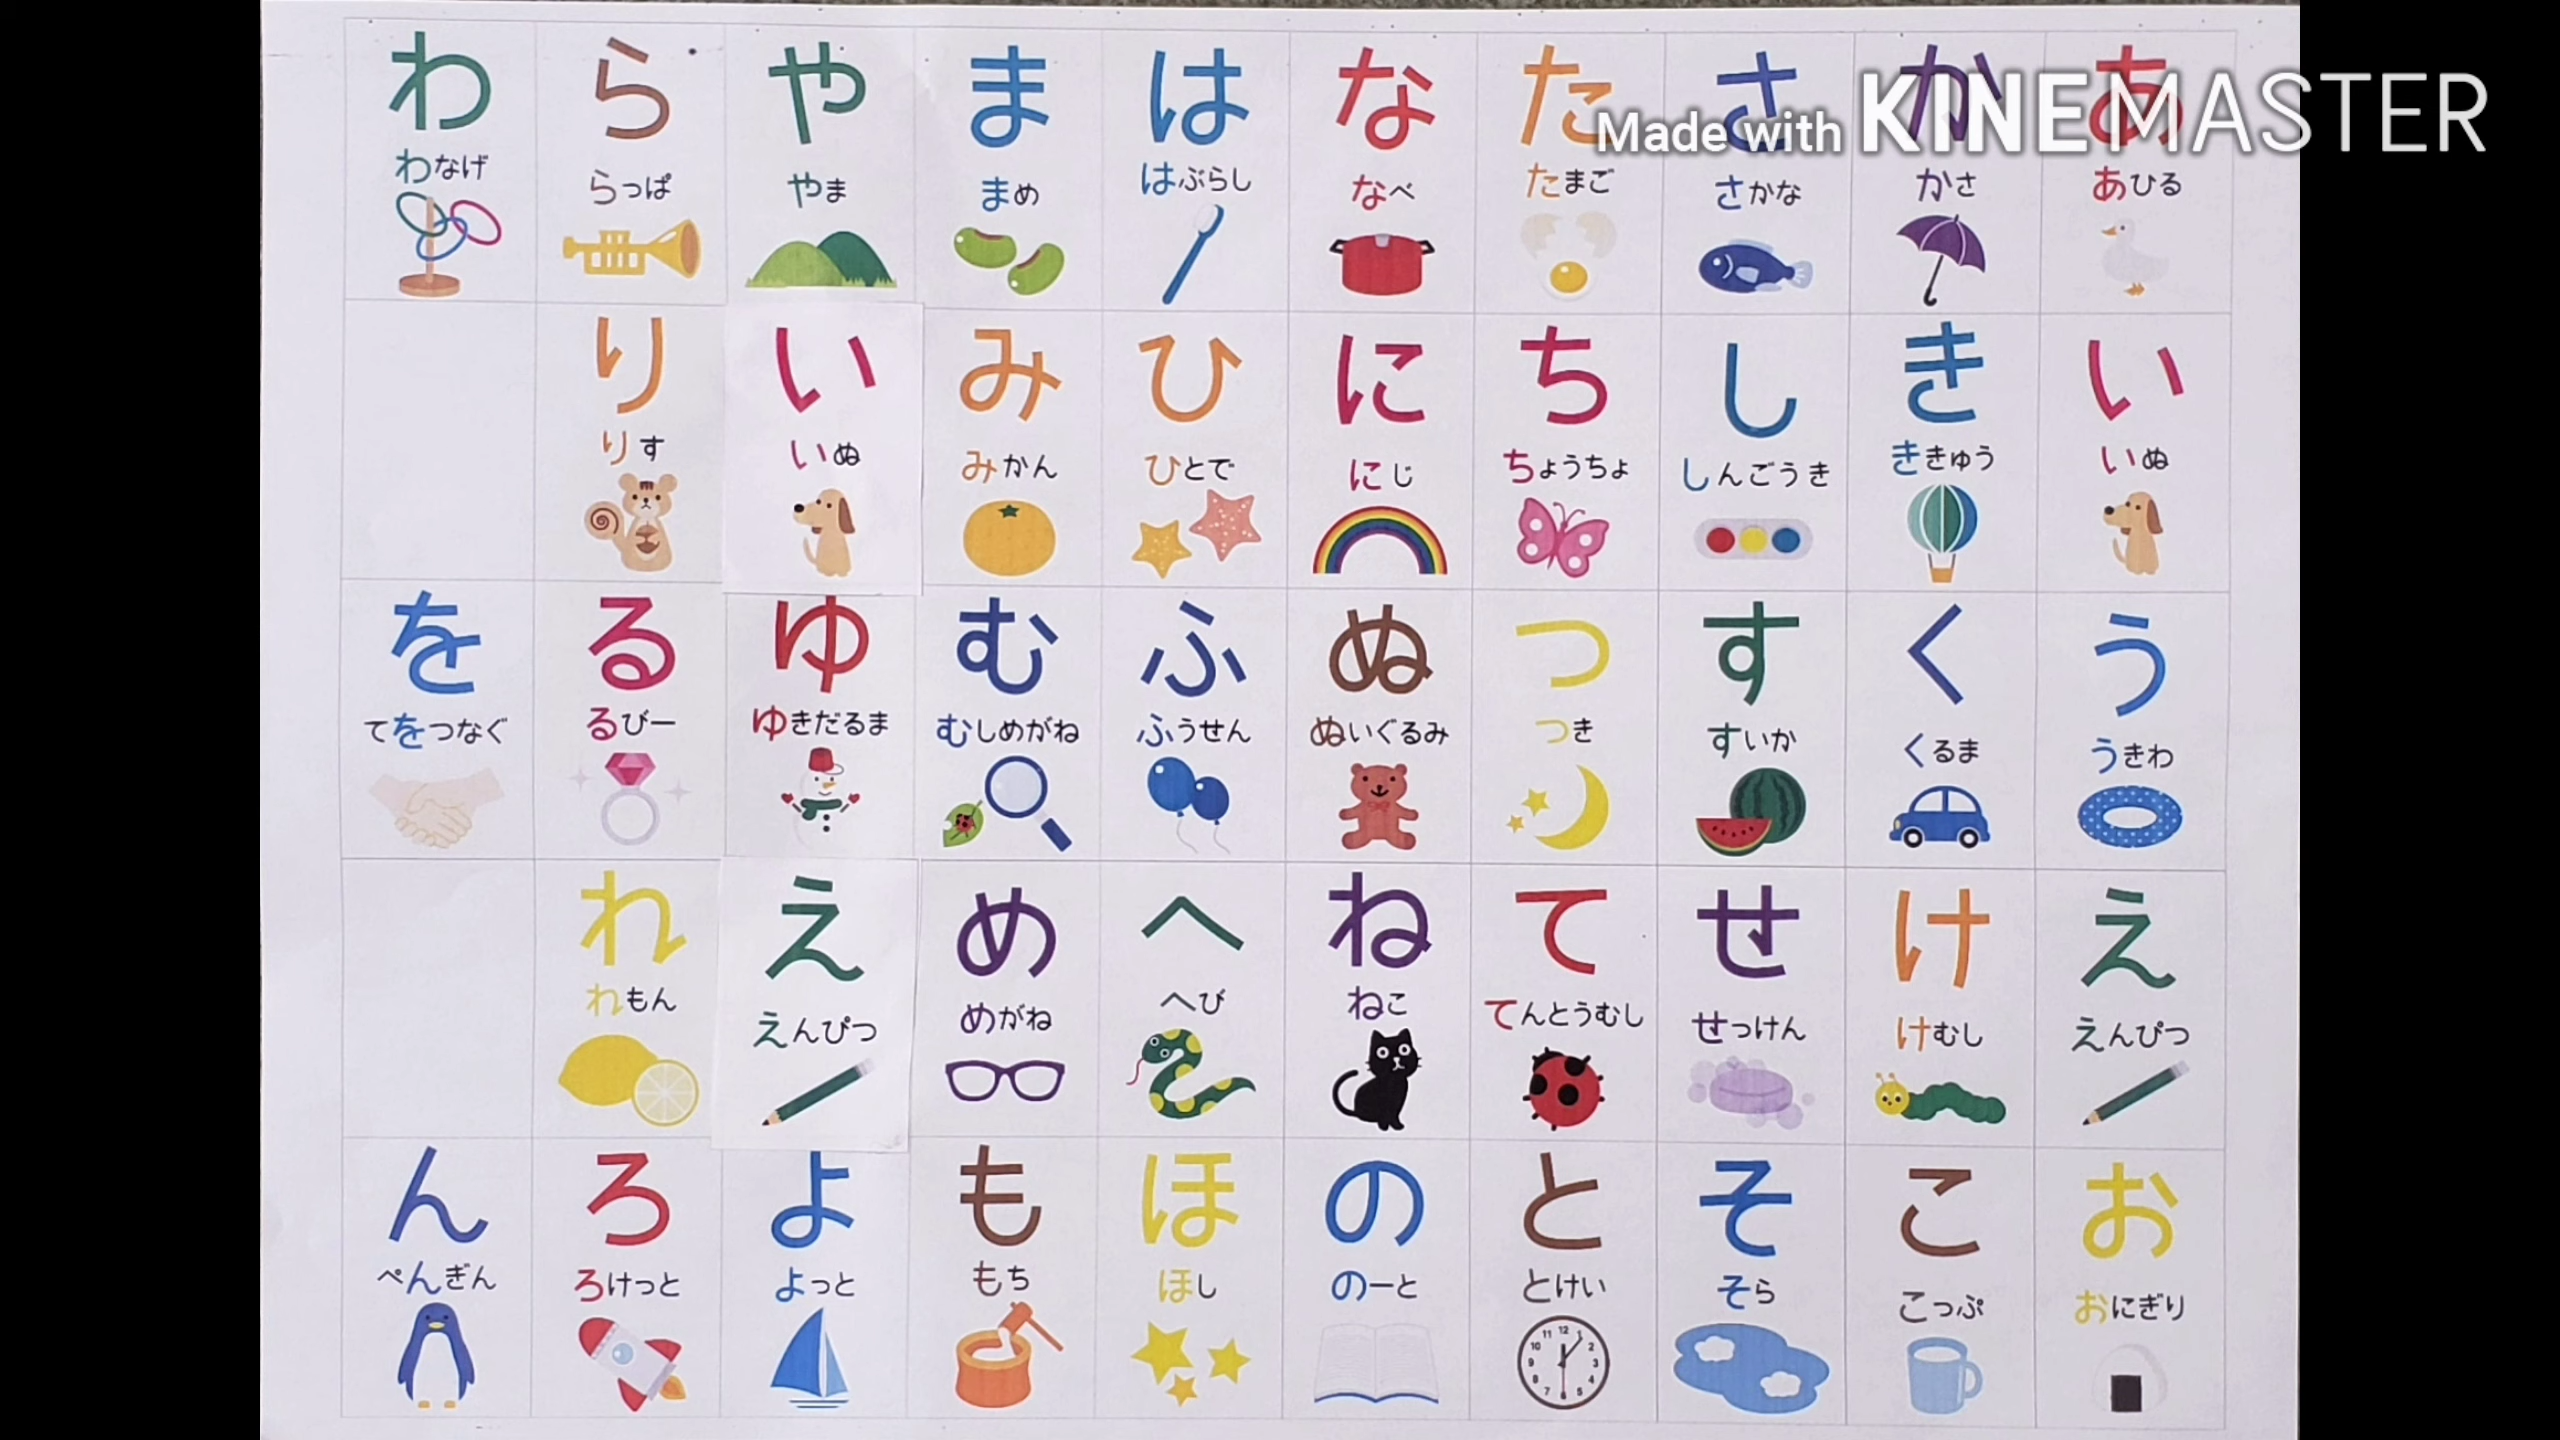 あ
あひる
い
いぬ
う
うきわ
え
えんぴつ
お
おにぎり
か
かさ
き
ききゅう
く
くるま
け
けむし
こ
こっぷ
さ
さかな
し
しんごうき
す
すいか
せ
せっけん
そ
そら
た
たまご
ち
ちょうちょ
つ
つき
て
てんとうむし
と
とけい
な
なべ
に
にじ
ぬ
ぬいぐるみ
ね
ねこ
の
のーと
は
はぶらし
ひ
ひとで
ふ
ふうせん
へ
へび
ほ
ほし
ま
まめ
み
みかん
む
むしめがね
め
めがね
も
もち
や
やま
い
いぬ
ゆ
ゆきだるま
え
えんぴつ
よ
よっと
ら
らっぱ
り
りす
る
るびー
れ
れもん
ろ
ろけっと
わ
わなげ
を
てをつなぐ
ん
ぺんぎん
Made with KINEMASTER